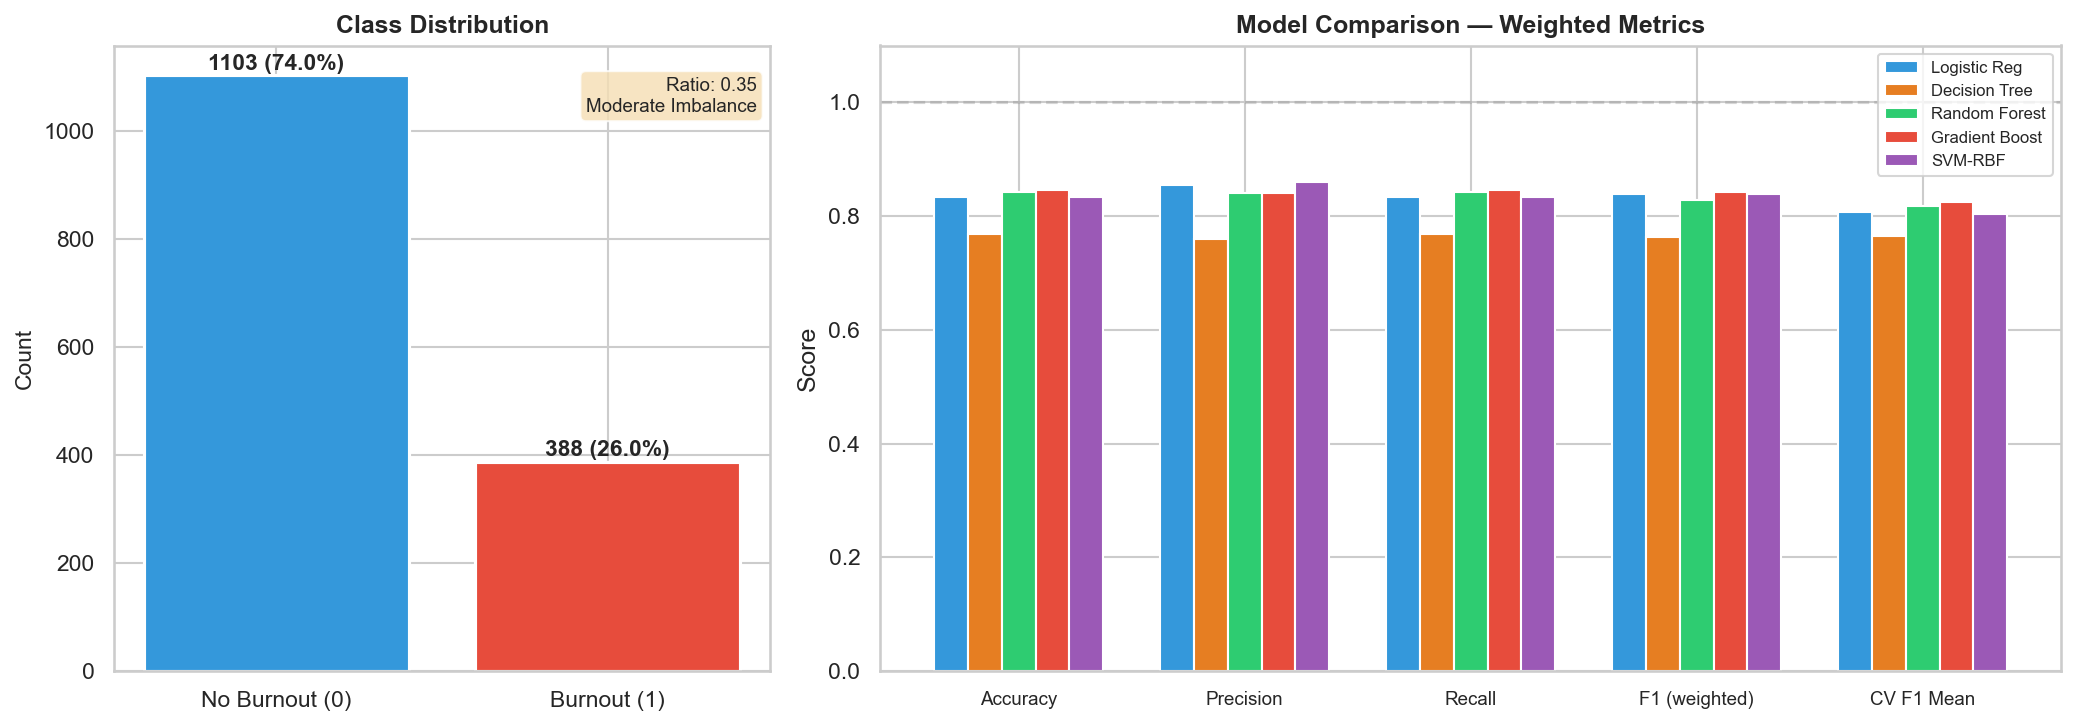 Class Distribution
1103 (74.0%)
Ratio: 0.35
Moderate Imbalance
388 (26.0%)
Count
1000
800
600
400
200
0
No Burnout (0)
Burnout (1)
Model Comparison — Weighted Metrics
Logistic Reg
Decision Tree
Random Forest
Gradient Boost
SVM-RBF
Score
1.0
0.8
0.6
0.4
0.2
0.0
Accuracy
Precision
Recall
F1 (weighted)
CV F1 Mean